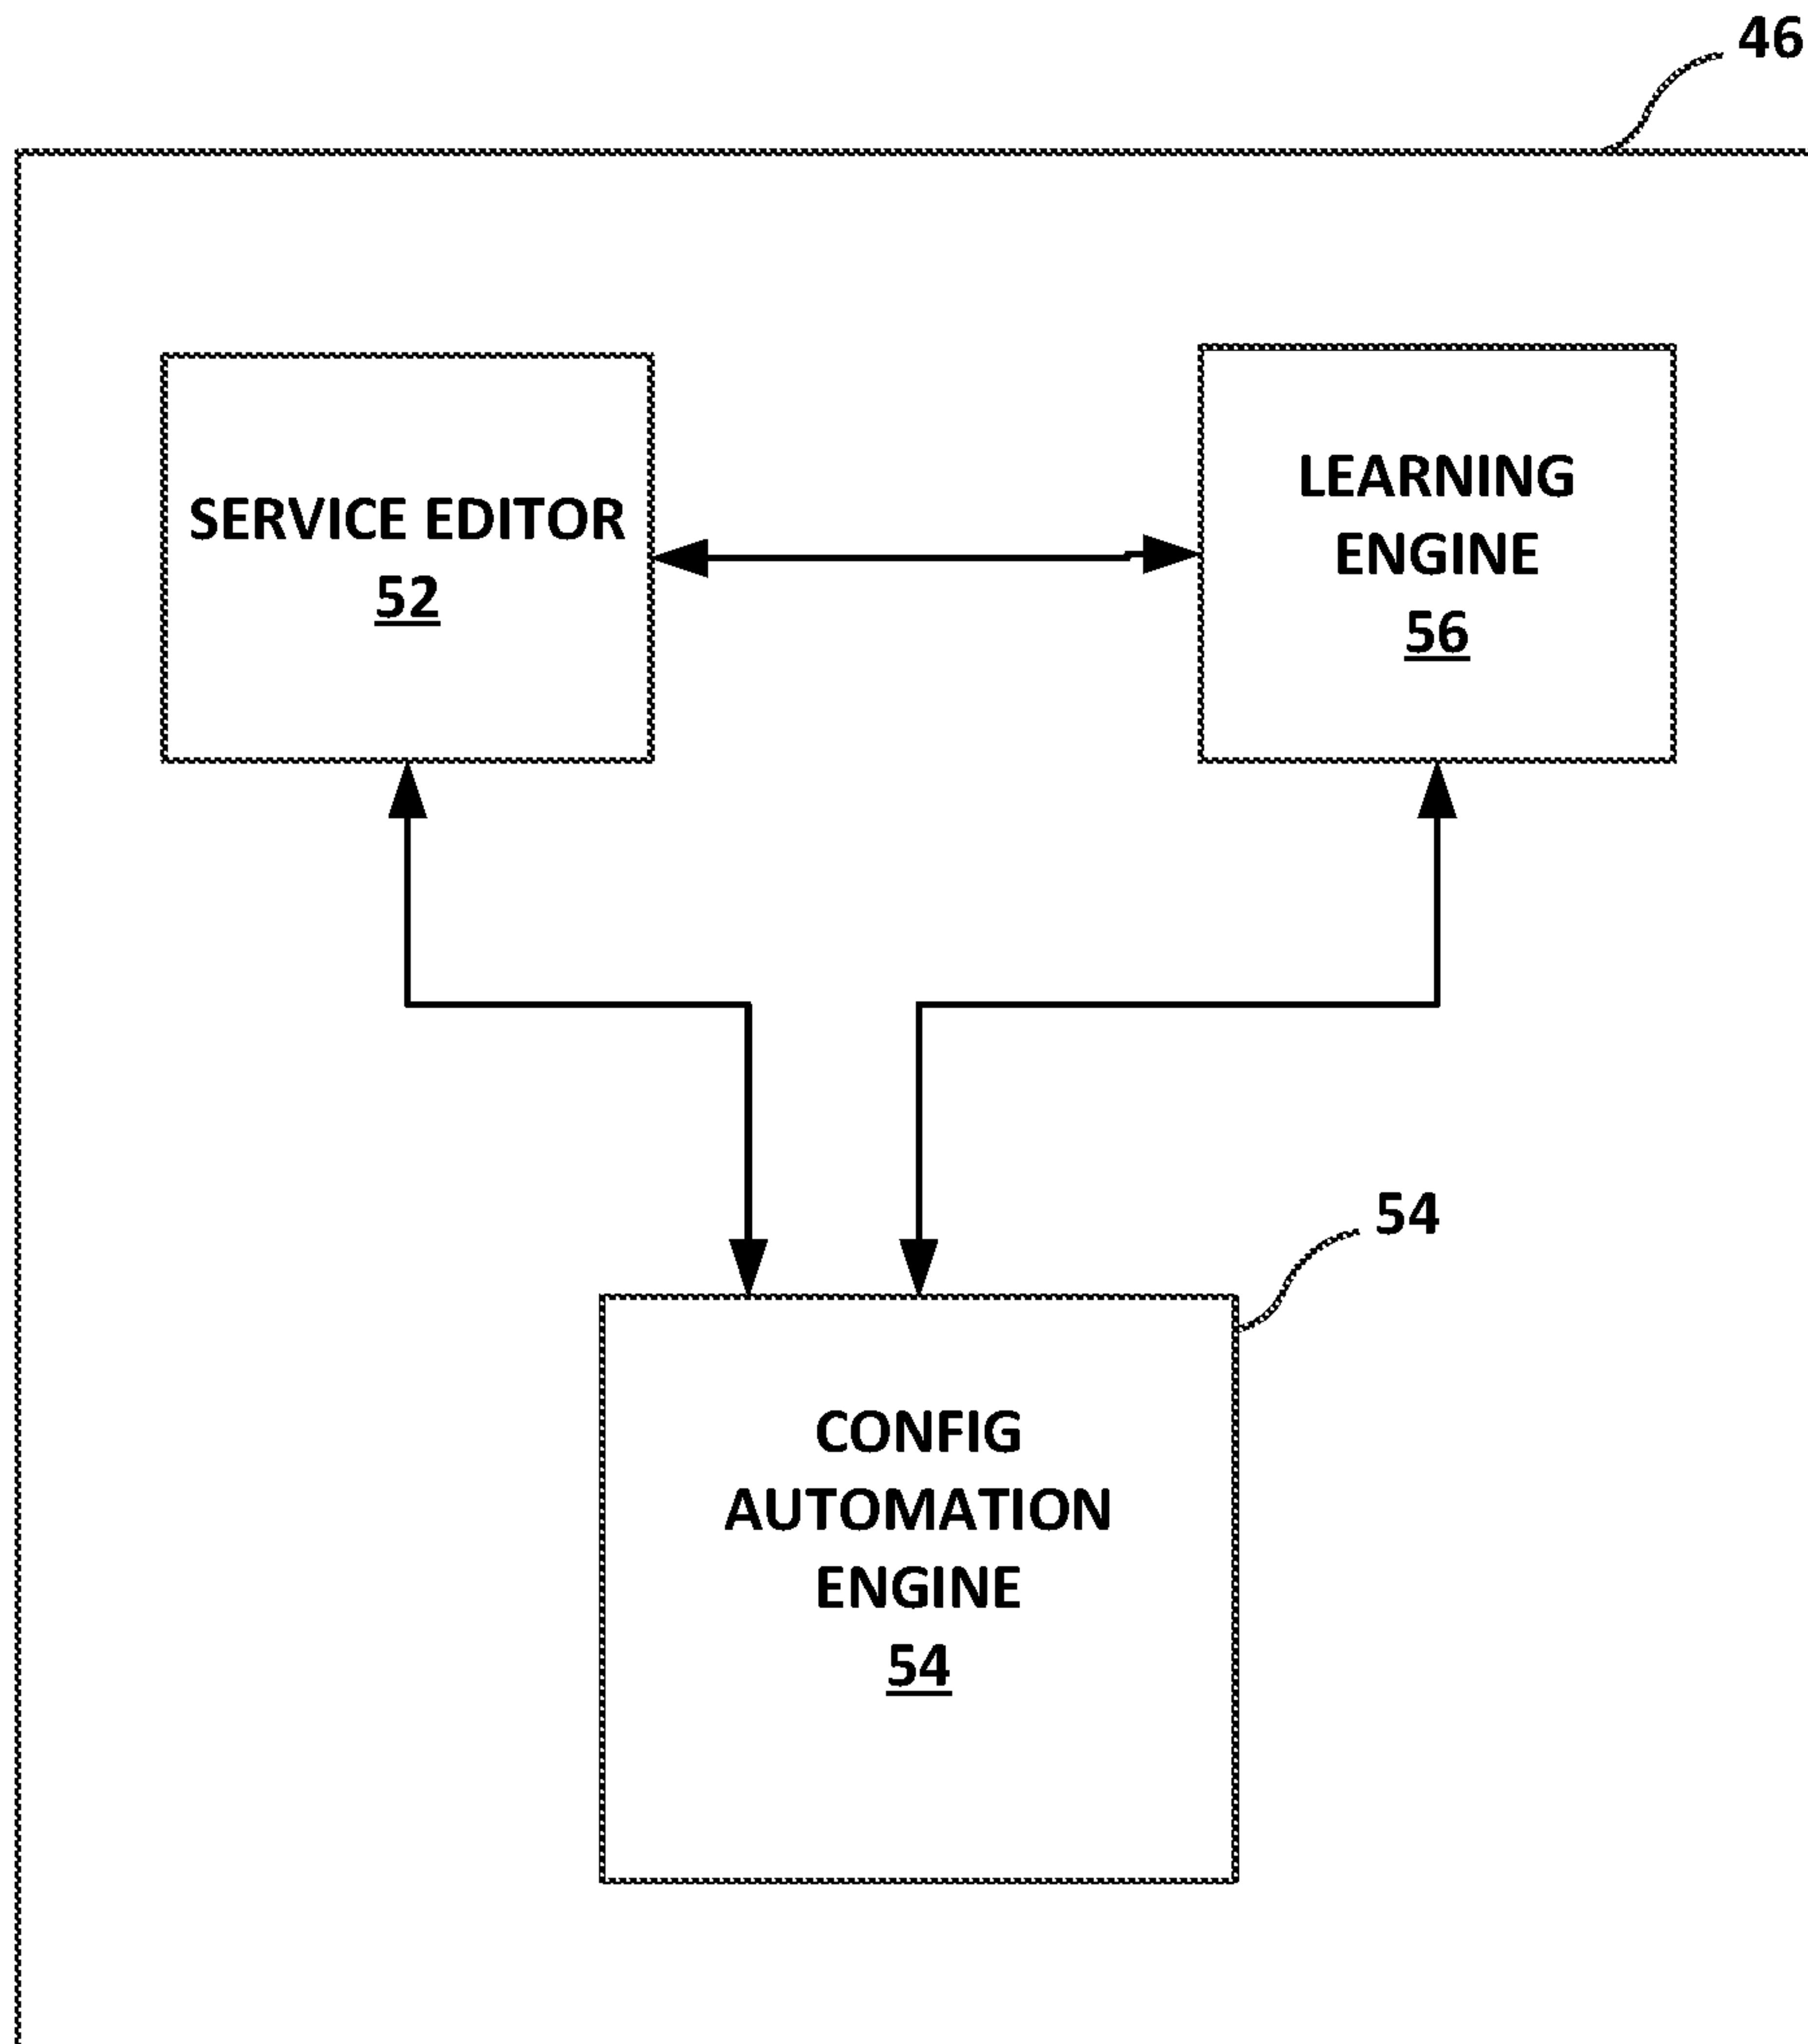 46
SERVICE EDITOR
52
LEARNING
ENGINE
56
54
CONFIG
AUTOMATION
ENGINE
54